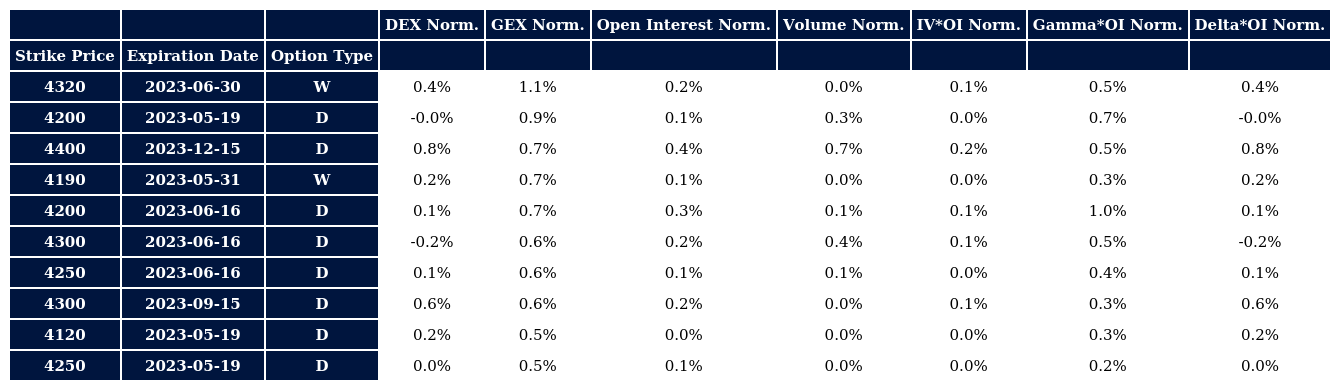 DEX Norm. GEX Norm. Open Interest Norm. Volume Norm. IV*OI Norm. Gamma*OI Norm. Delta*OI Norm.
Strike Price Expiration Date Option Type
4320 2023-06-30 W 0.4% 1.1% 0.2% 0.0% 0.1% 0.5% 0.4%
4200 2023-05-19 D -0.0% 0.9% 0.1% 0.3% 0.0% 0.7% -0.0%
4400 2023-12-15 D 0.8% 0.7% 0.4% 0.7% 0.2% 0.5% 0.8%
4190 2023-05-31 W 0.2% 0.7% 0.1% 0.0% 0.0% 0.3% 0.2%
4200 2023-06-16 D 0.1% 0.7% 0.3% 0.1% 0.1% 1.0% 0.1%
4300 2023-06-16 D -0.2% 0.6% 0.2% 0.4% 0.1% 0.5% -0.2%
4250 2023-06-16 D 0.1% 0.6% 0.1% 0.1% 0.0% 0.4% 0.1%
4300 2023-09-15 D 0.6% 0.6% 0.2% 0.0% 0.1% 0.3% 0.6%
4120 2023-05-19 D 0.2% 0.5% 0.0% 0.0% 0.0% 0.3% 0.2%
4250 2023-05-19 D 0.0% 0.5% 0.1% 0.0% 0.0% 0.2% 0.0%